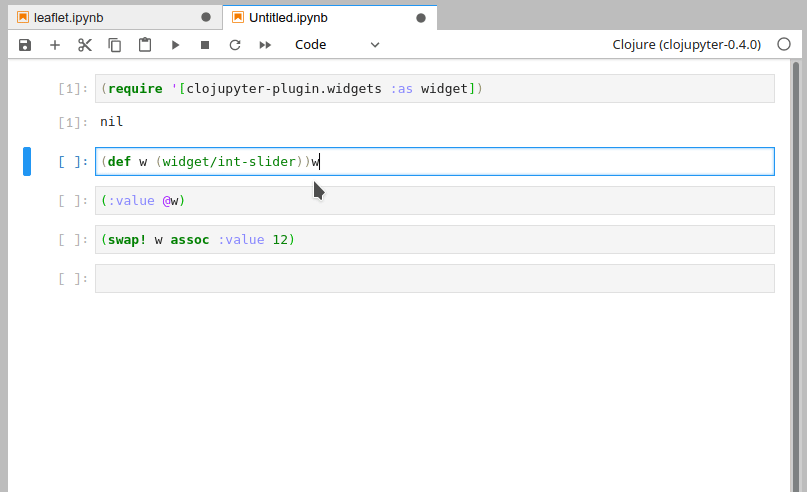 leaflet.ipynb
Untitled.ipynb
Code
Clojure (clojupyter-0.4.0)
[1]: (require '[clojupyter-plugin.widgets :as widget])
[1]: nil
[ ]: (def w (widget/int-slider))w
[ ]: (:value @w)
[ ]: (swap! w assoc :value 12)
[ ]: